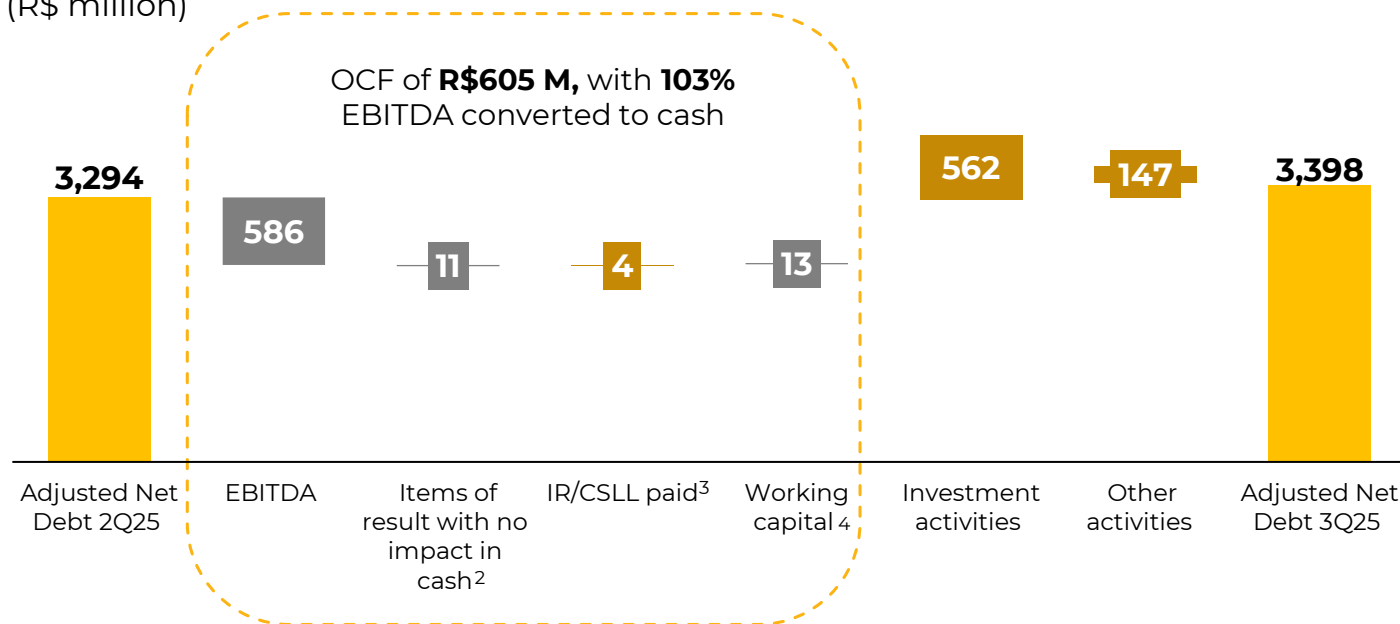 (R$ million)
OCF of R$605 M, with 103%
EBITDA converted to cash
3,294
586
11
4
13
562
147
3,398
Adjusted Net
Debt 2Q25
EBITDA
Items of
result with no
impact in
cash2
IR/CSLL paid3
Working
capital 4
Investment
activities
Other
activities
Adjusted Net
Debt 3Q25